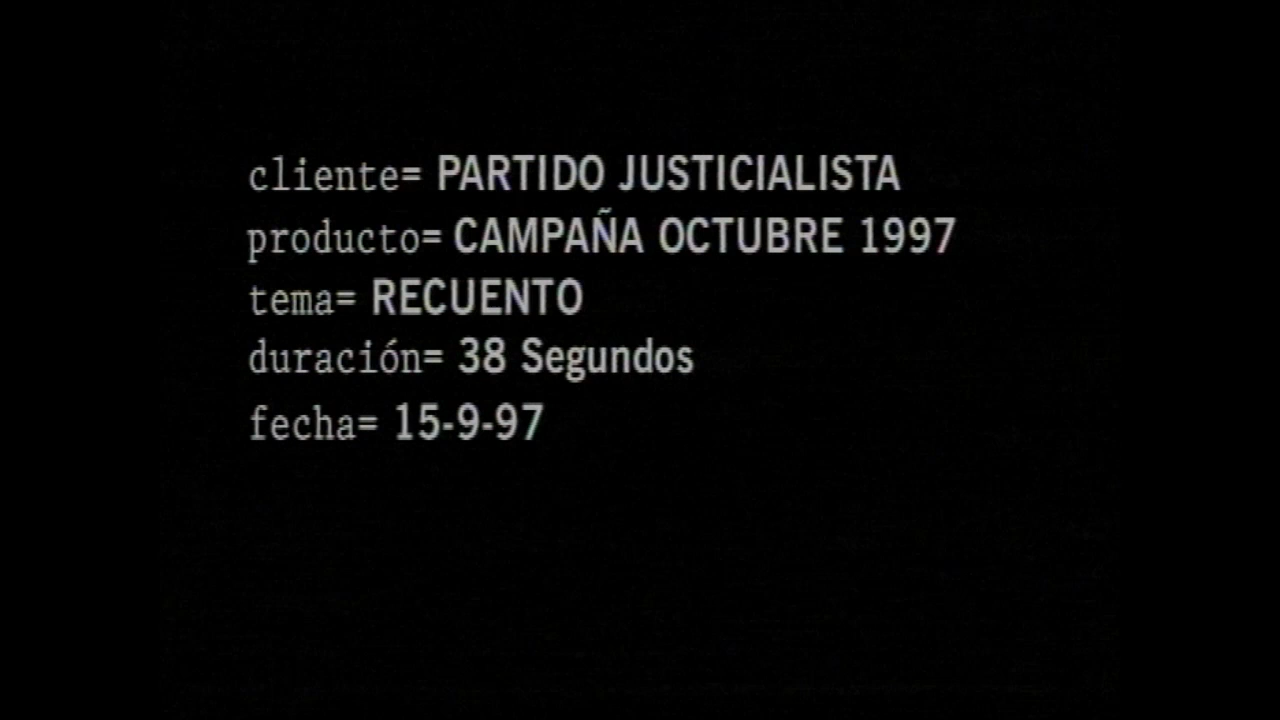 cliente= PARTIDO JUSTICIALISTA
producto= CAMPAÑA OCTUBRE 1997
tema= RECUENTO
duración= 38 Segundos
fecha= 15-9-97